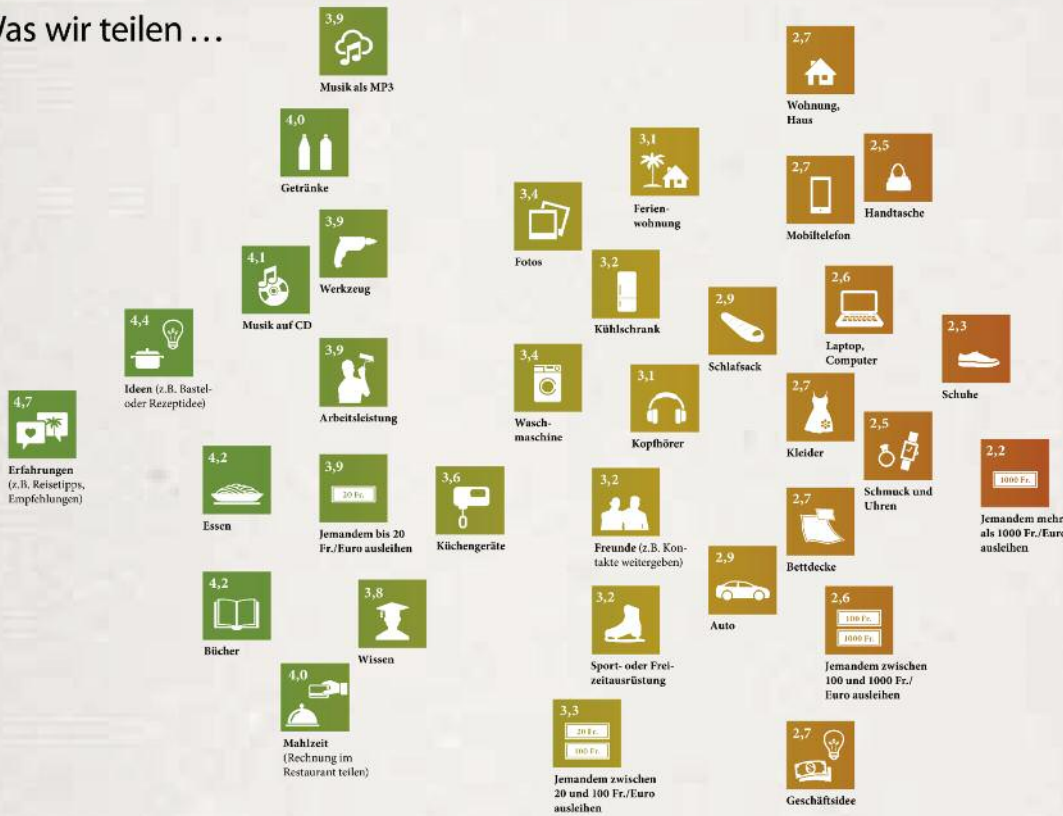 Was wir teilen …
3,9
Musik als MP3
2,7
Wohnung,
Haus
4,0
Getränke
3,1
Ferien-
wohnung
2,5
Handtasche
3,4
Fotos
2,7
Mobiltelefon
3,9
Werkzeug
4,1
Musik auf CD
3,2
Kühlschrank
2,6
Laptop,
Computer
2,9
Schlafsack
4,4
Ideen (z.B. Bastel-
oder Rezeptidee)
2,3
Schuhe
3,9
Arbeitsleistung
3,4
Wasch-
maschine
3,1
Kopfhörer
2,7
Kleider
4,7
Erfahrungen
(z.B. Reisetipps,
Empfehlungen)
2,5
Schmuck und
Uhren
2,2
1000 Fr.
Jemandem mehr
als 1000 Fr./Euro
ausleihen
4,2
Essen
3,9
20 Fr.
Jemandem bis 20
Fr./Euro ausleihen
3,6
Küchengeräte
3,2
Freunde (z.B. Kon-
takte weitergeben)
2,7
Bettdecke
2,9
Auto
4,2
Bücher
3,8
Wissen
3,2
Sport- oder Frei-
zeitausrüstung
2,6
100 Fr.
1000 Fr.
Jemandem zwischen
100 und 1000 Fr./
Euro ausleihen
4,0
Mahlzeit
(Rechnung im
Restaurant teilen)
3,3
20 Fr.
100 Fr.
Jemandem zwischen
20 und 100 Fr./Euro
ausleihen
2,7
Geschäftsidee